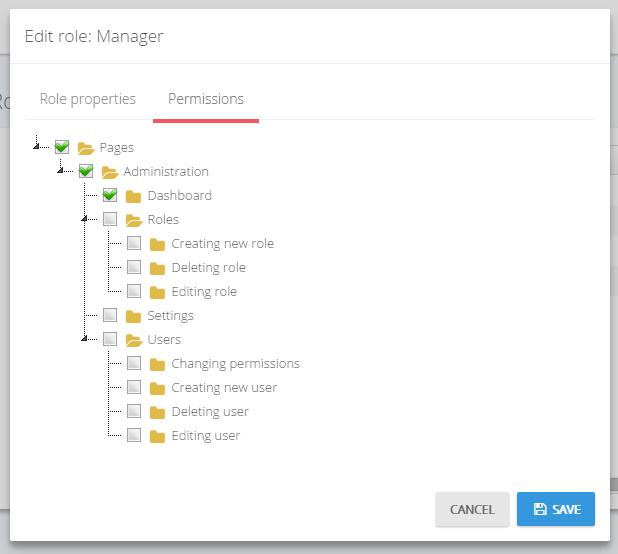 Edit role: Manager
Role properties Permissions
Pages
Administration
Dashboard
Roles
Creating new role
Deleting role
Editing role
Settings
Users
Changing permissions
Creating new user
Deleting user
Editing user
CANCEL SAVE